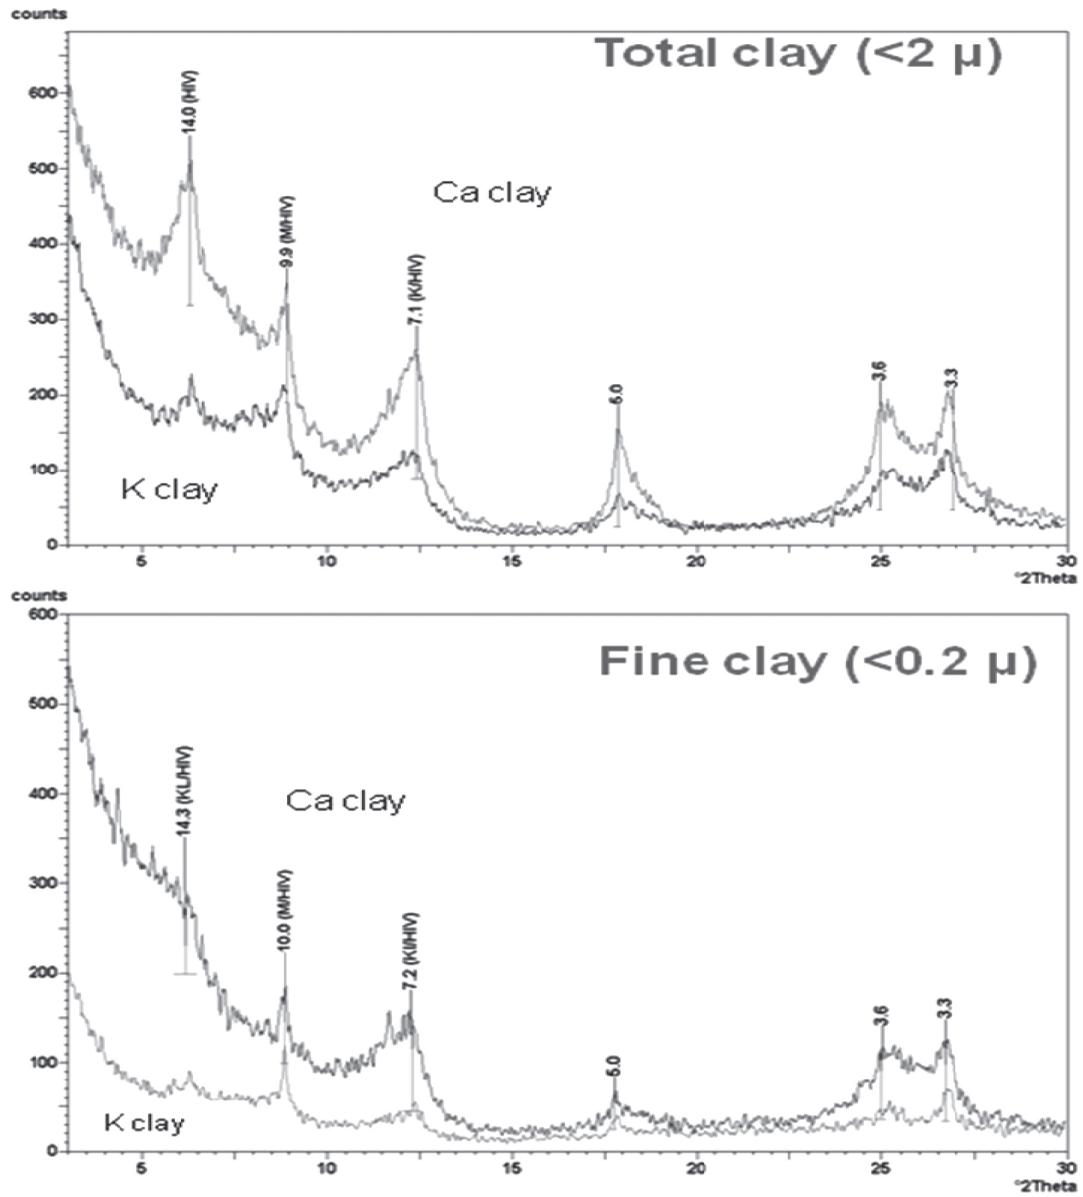 counts
Total clay (<2 µ)
600
500
400
300
200
100
0
14.0 (HIV)
9.9 (M/HIV)
7.1 (K/HIV)
5.0
3.6
3.3
Ca clay
K clay
5 10 15 20 25 30
°2Theta
counts
Fine clay (<0.2 µ)
600
500
400
300
200
100
0
14.3 (KL/HIV)
10.0 (M/HIV)
7.2 (KI/HIV)
5.0
3.6
3.3
Ca clay
K clay
5 10 15 20 25 30
°2Theta